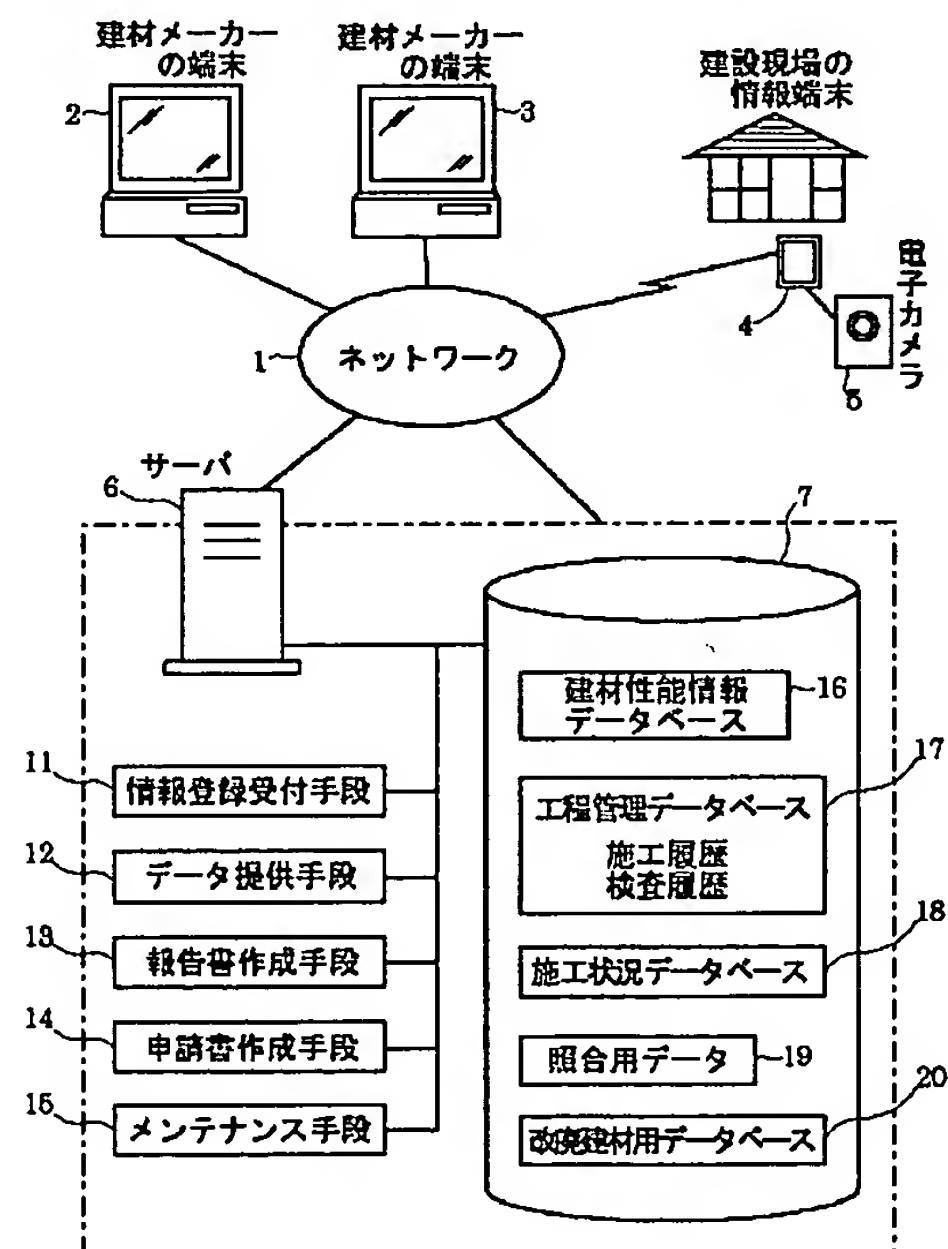 建材メーカーの端末
建材メーカーの端末
建設現場の情報端末
2
3
4
電子カメラ
5
1
ネットワーク
サーバ
6
7
建材性能情報
データベース
16
11
情報登録受付手段
工程管理データベース
施工履歴
検査履歴
17
12
データ提供手段
13
報告書作成手段
施工状況データベース
18
14
申請書作成手段
照合用データ
19
15
メンテナンス手段
改廃建材用データベース
20